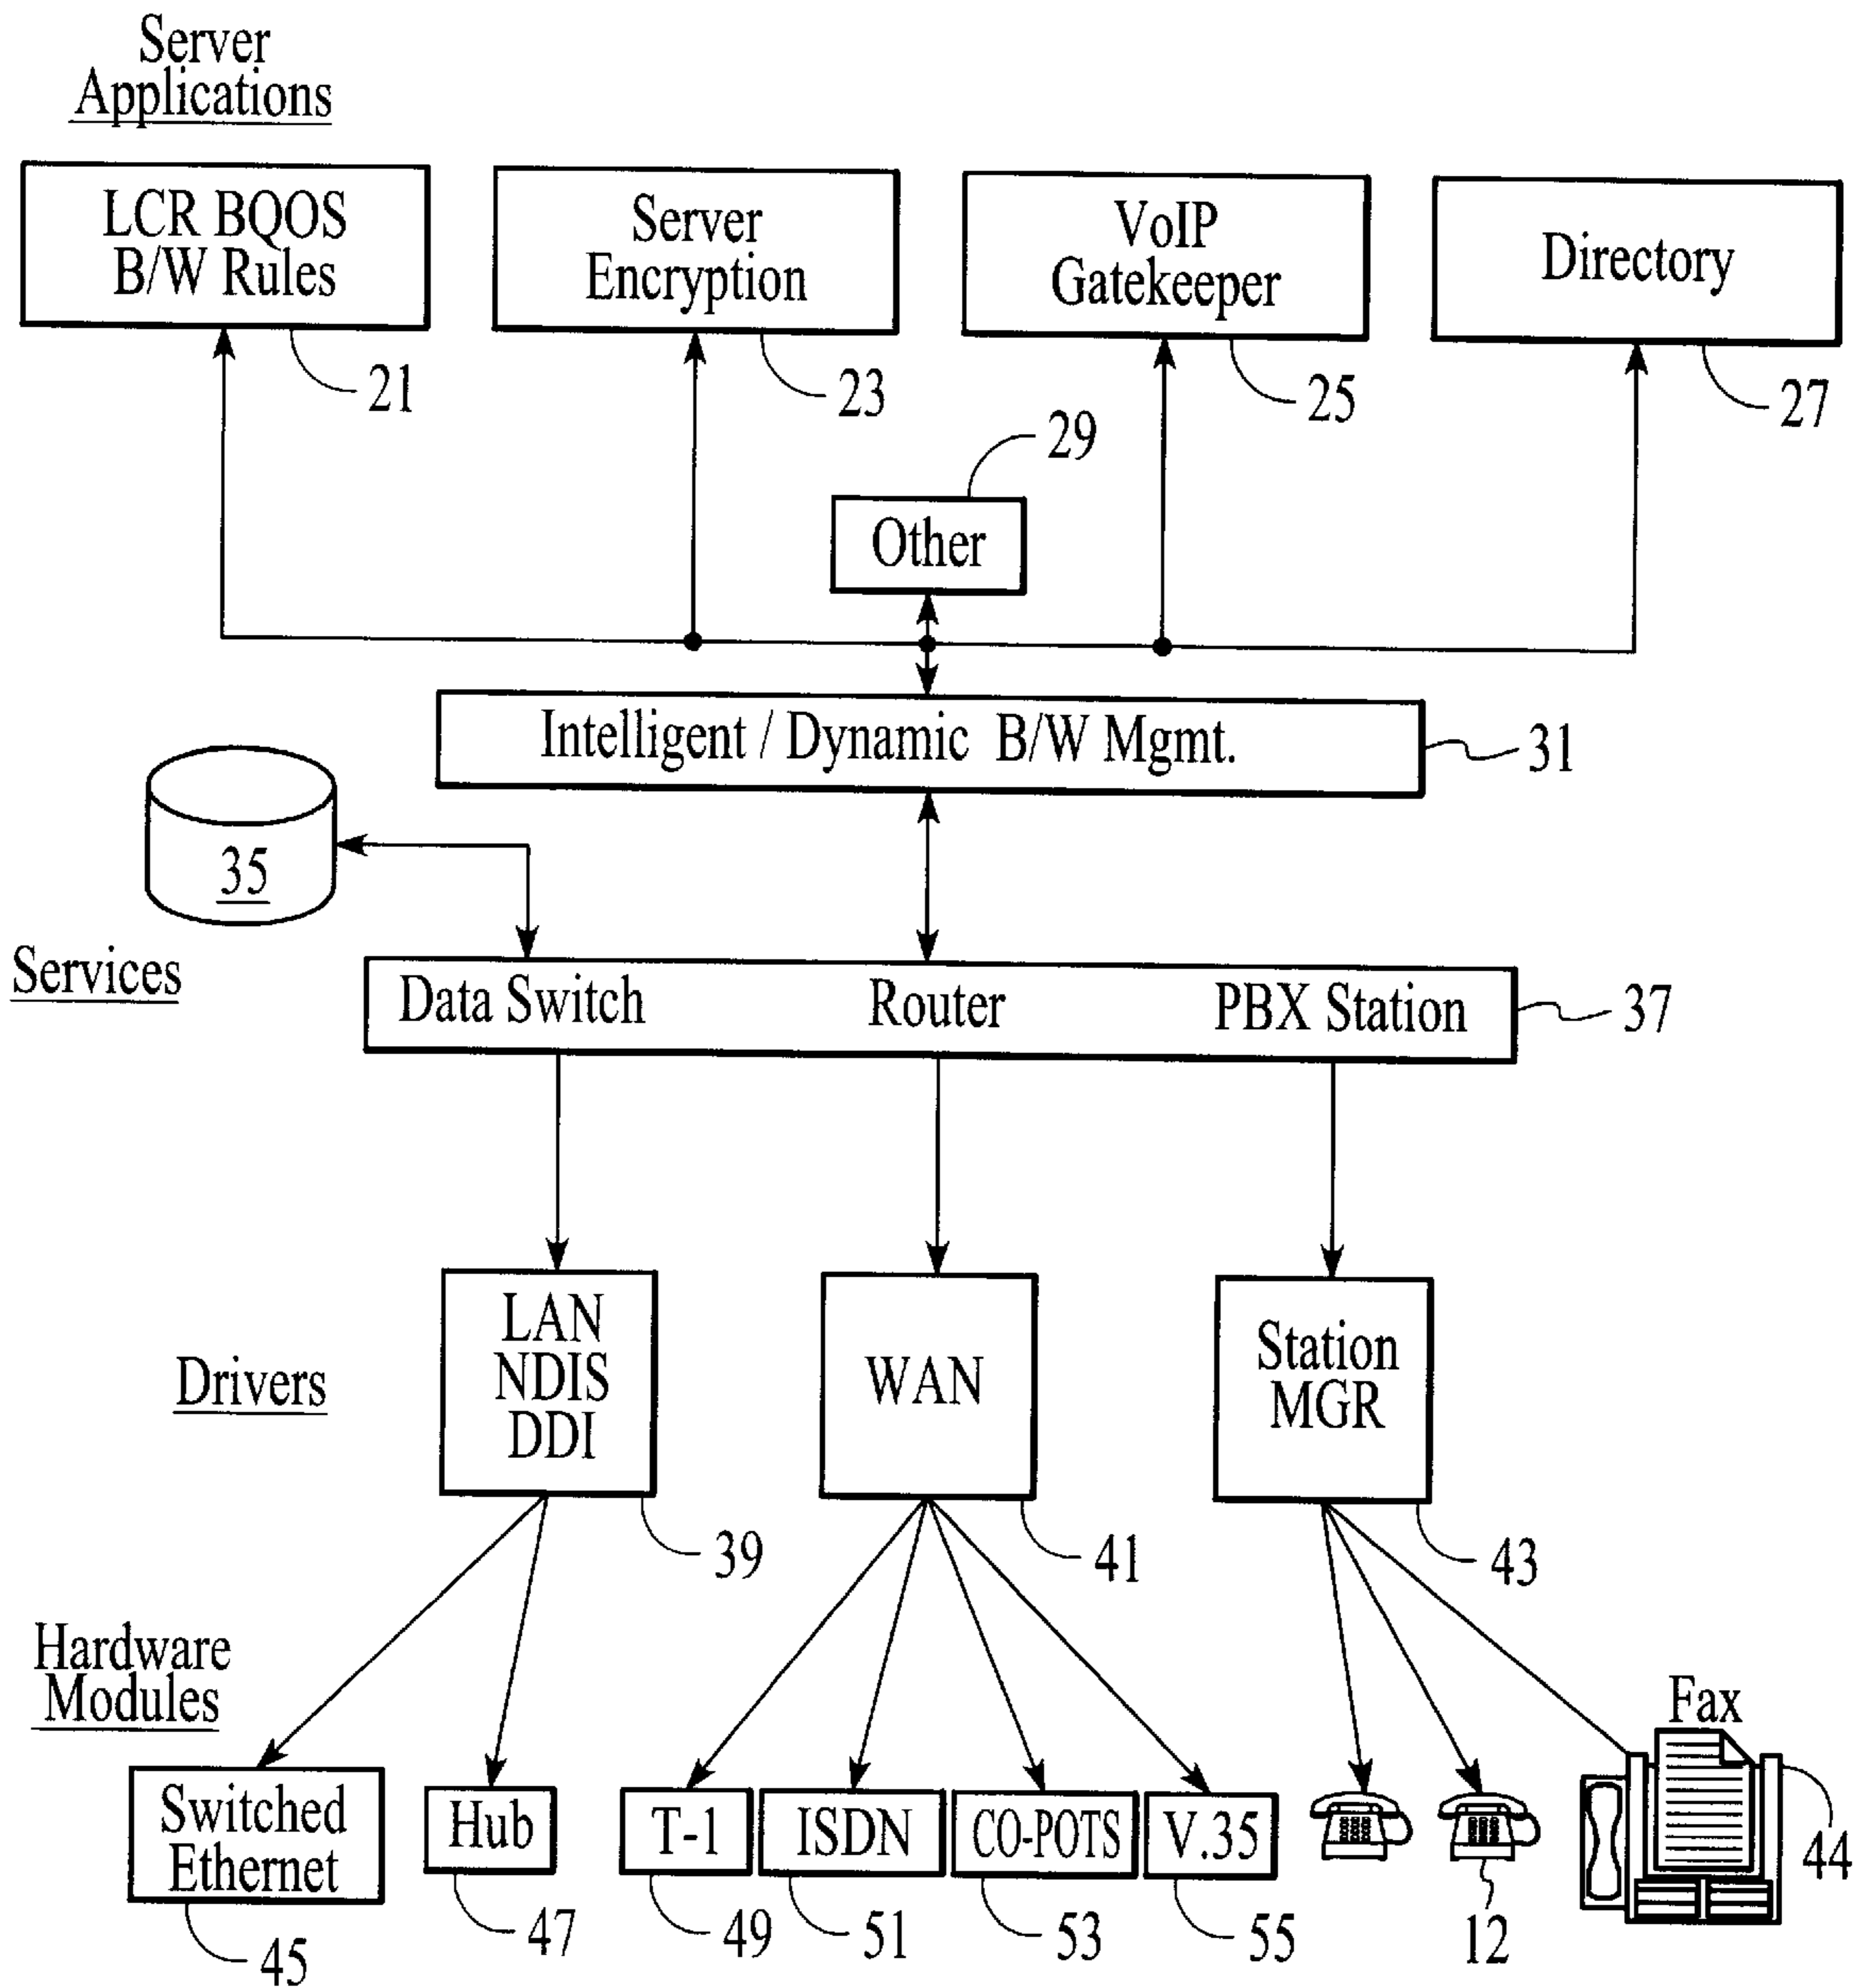 Server
Applications
LCR BQOS
B/W Rules
Server
Encryption
VoIP
Gatekeeper
Directory
21
23
25
27
29
Other
Intelligent / Dynamic B/W Mgmt.
31
35
Services
Data Switch
Router
PBX Station
37
Drivers
LAN
NDIS
DDI
WAN
Station
MGR
39
41
43
Hardware
Modules
Fax
Switched
Ethernet
Hub
T-1
ISDN
CO-POTS
V.35
44
45
47
49
51
53
55
12